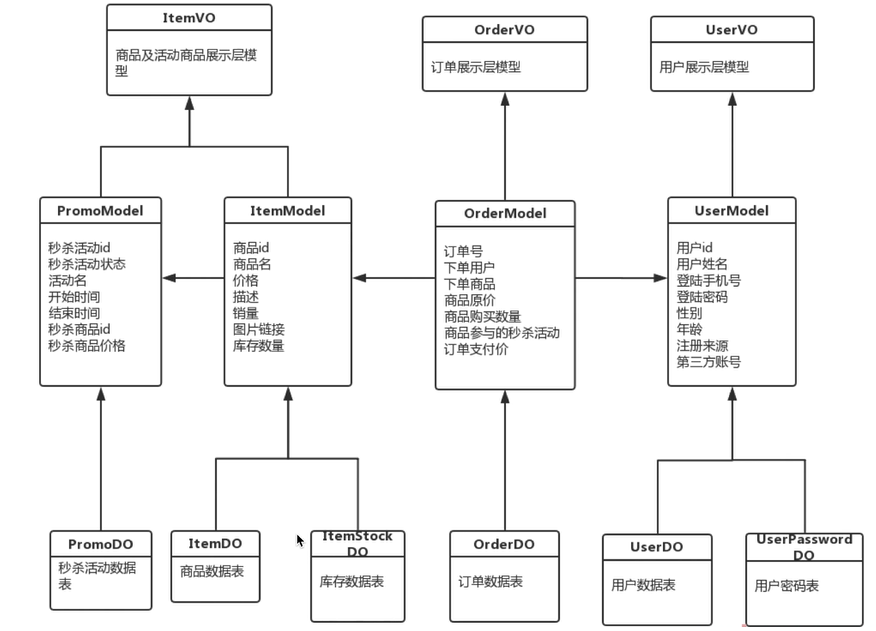 ItemVO
商品及活动商品展示层模
型
OrderVO
订单展示层模型
UserVO
用户展示层模型
PromoModel
秒杀活动id
秒杀活动状态
活动名
开始时间
结束时间
秒杀商品id
秒杀商品价格
ItemModel
商品id
商品名
价格
描述
销量
图片链接
库存数量
OrderModel
订单号
下单用户
下单商品
商品原价
商品购买数量
商品参与的秒杀活动
订单支付价
UserModel
用户id
用户姓名
登陆手机号
登陆密码
性别
年龄
注册来源
第三方账号
PromoDO
秒杀活动数据
表
ItemDO
商品数据表
ItemStock
DO
库存数据表
OrderDO
订单数据表
UserDO
用户数据表
UserPassword
DO
用户密码表